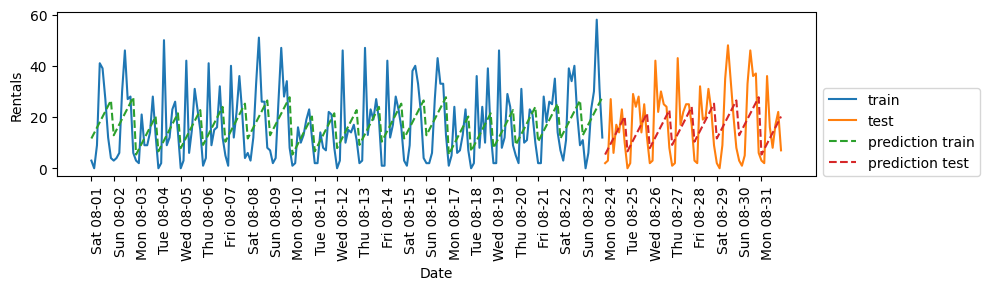 60
40
20
0
Rentals
Sat 08-01
Sun 08-02
Mon 08-03
Tue 08-04
Wed 08-05
Thu 08-06
Fri 08-07
Sat 08-08
Sun 08-09
Mon 08-10
Tue 08-11
Wed 08-12
Thu 08-13
Fri 08-14
Sat 08-15
Sun 08-16
Mon 08-17
Tue 08-18
Wed 08-19
Thu 08-20
Fri 08-21
Sat 08-22
Sun 08-23
Mon 08-24
Tue 08-25
Wed 08-26
Thu 08-27
Fri 08-28
Sat 08-29
Sun 08-30
Mon 08-31
Date
train
test
prediction train
prediction test